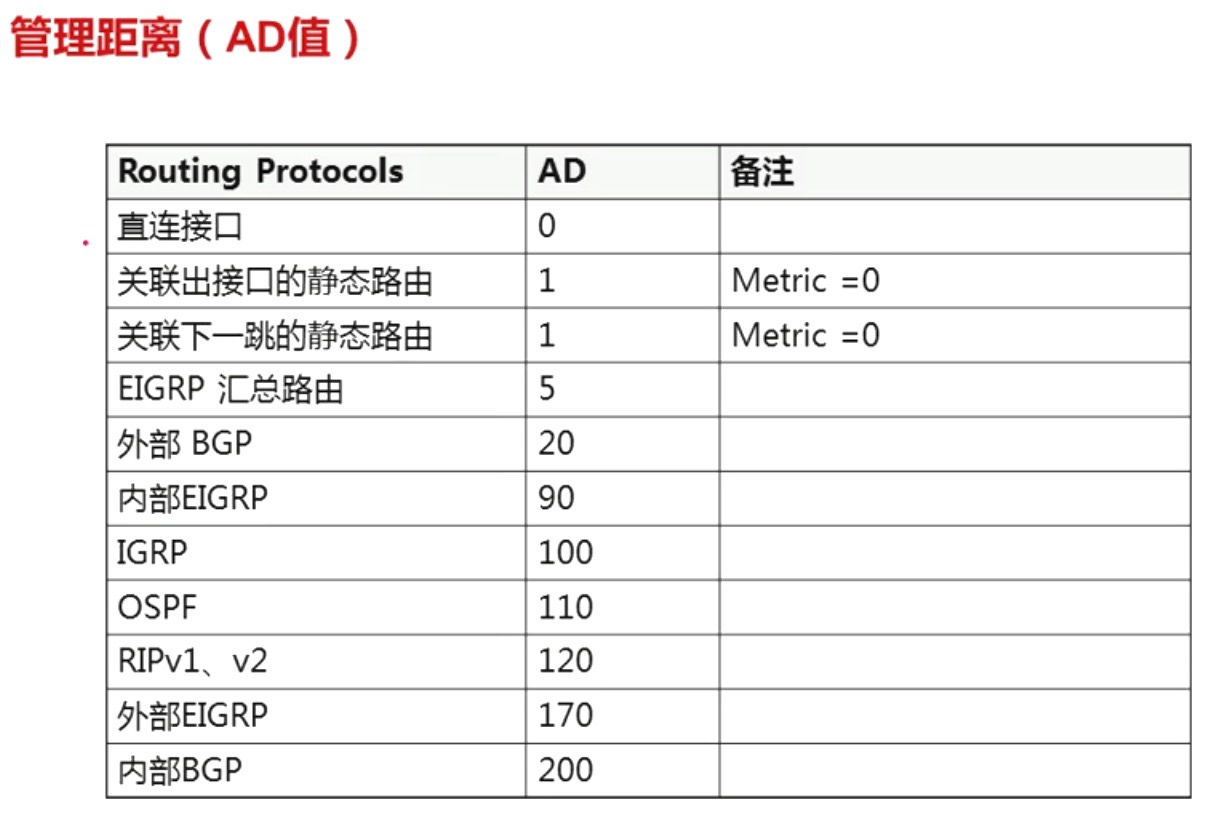 管理距离（AD值）
Routing Protocols AD 备注
直连接口 0
关联出接口的静态路由 1 Metric =0
关联下一跳的静态路由 1 Metric =0
EIGRP 汇总路由 5
外部 BGP 20
内部EIGRP 90
IGRP 100
OSPF 110
RIPv1、v2 120
外部EIGRP 170
内部BGP 200